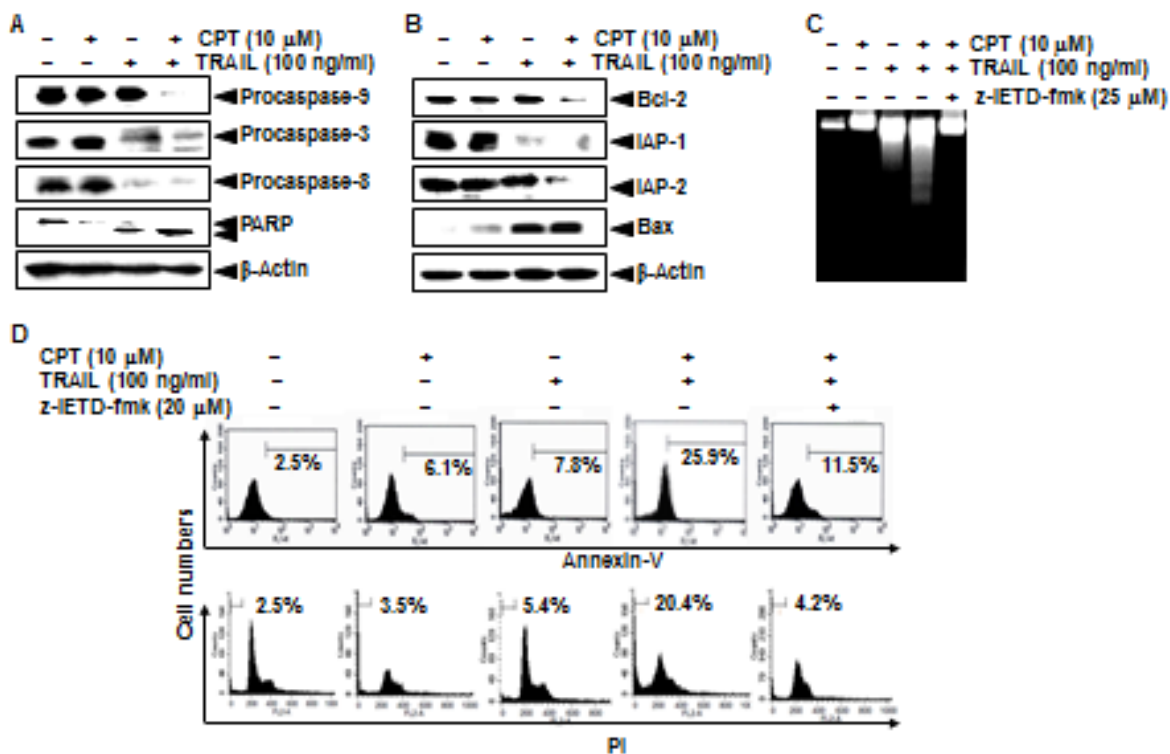 A
– + – + CPT (10 μM)
– – + + TRAIL (100 ng/ml)
Procaspase-9
Procaspase-3
Procaspase-8
PARP
β-Actin
B
– + – + CPT (10 μM)
– – + + TRAIL (100 ng/ml)
Bcl-2
IAP-1
IAP-2
Bax
β-Actin
C
– + – + + CPT (10 μM)
– – + + + TRAIL (100 ng/ml)
– – – – + z-IETD-fmk (25 μM)
D
CPT (10 μM) – + – + +
TRAIL (100 ng/ml) – – + + +
z-IETD-fmk (20 μM) – – – – +
2.5% 6.1% 7.8% 25.9% 11.5%
Annexin-V
Cell numbers
2.5% 3.5% 5.4% 20.4% 4.2%
PI